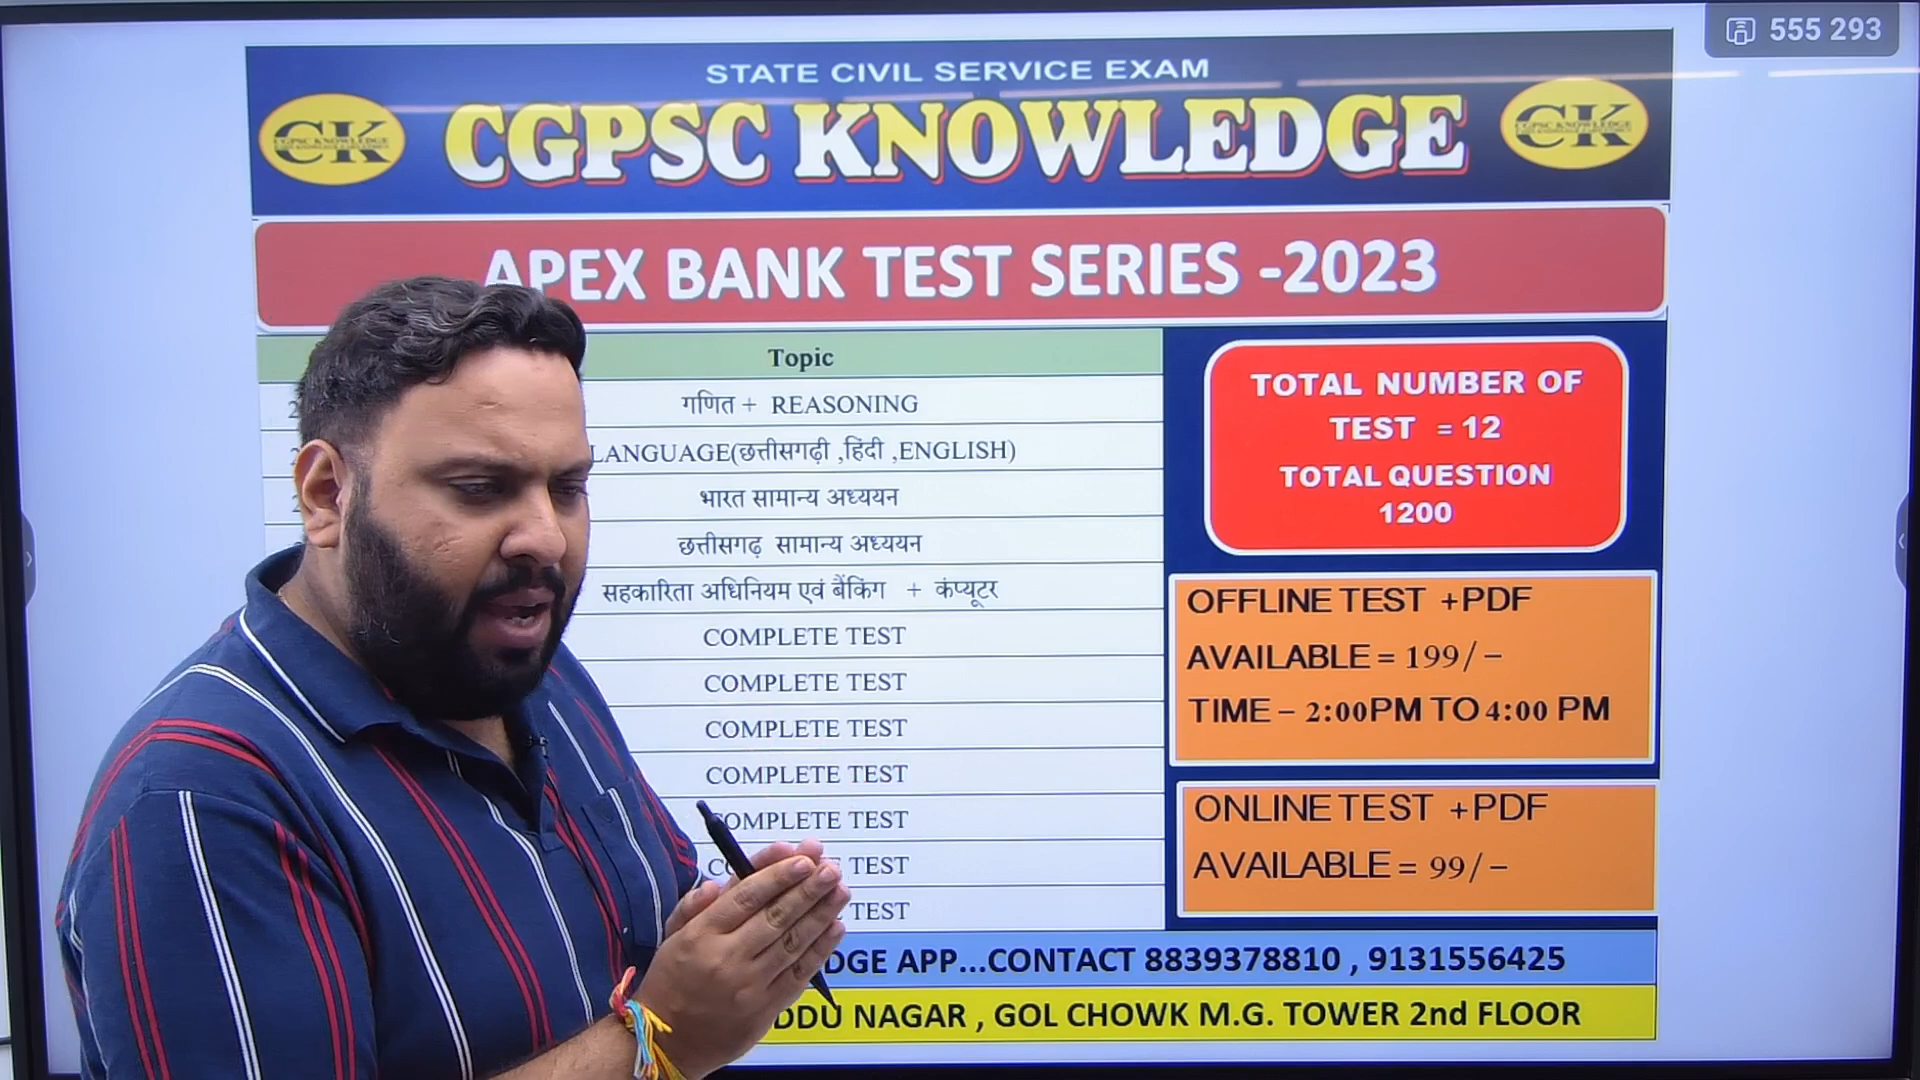 555 293
STATE CIVIL SERVICE EXAM
CK
CGPSC KNOWLEDGE
CK
APEX BANK TEST SERIES -2023
Topic
गणित + REASONING
LANGUAGE(छत्तीसगढ़ी ,हिंदी ,ENGLISH)
भारत सामान्य अध्ययन
छत्तीसगढ़ सामान्य अध्ययन
सहकारिता अधिनियम एवं बैंकिंग + कंप्यूटर
COMPLETE TEST
COMPLETE TEST
COMPLETE TEST
COMPLETE TEST
COMPLETE TEST
TEST
TEST
TOTAL NUMBER OF
TEST = 12
TOTAL QUESTION
1200
OFFLINE TEST +PDF
AVAILABLE = 199/–
TIME – 2:00PM TO 4:00 PM
ONLINE TEST +PDF
AVAILABLE = 99/–
APP...CONTACT 8839378810 , 9131556425
NAGAR , GOL CHOWK M.G. TOWER 2nd FLOOR